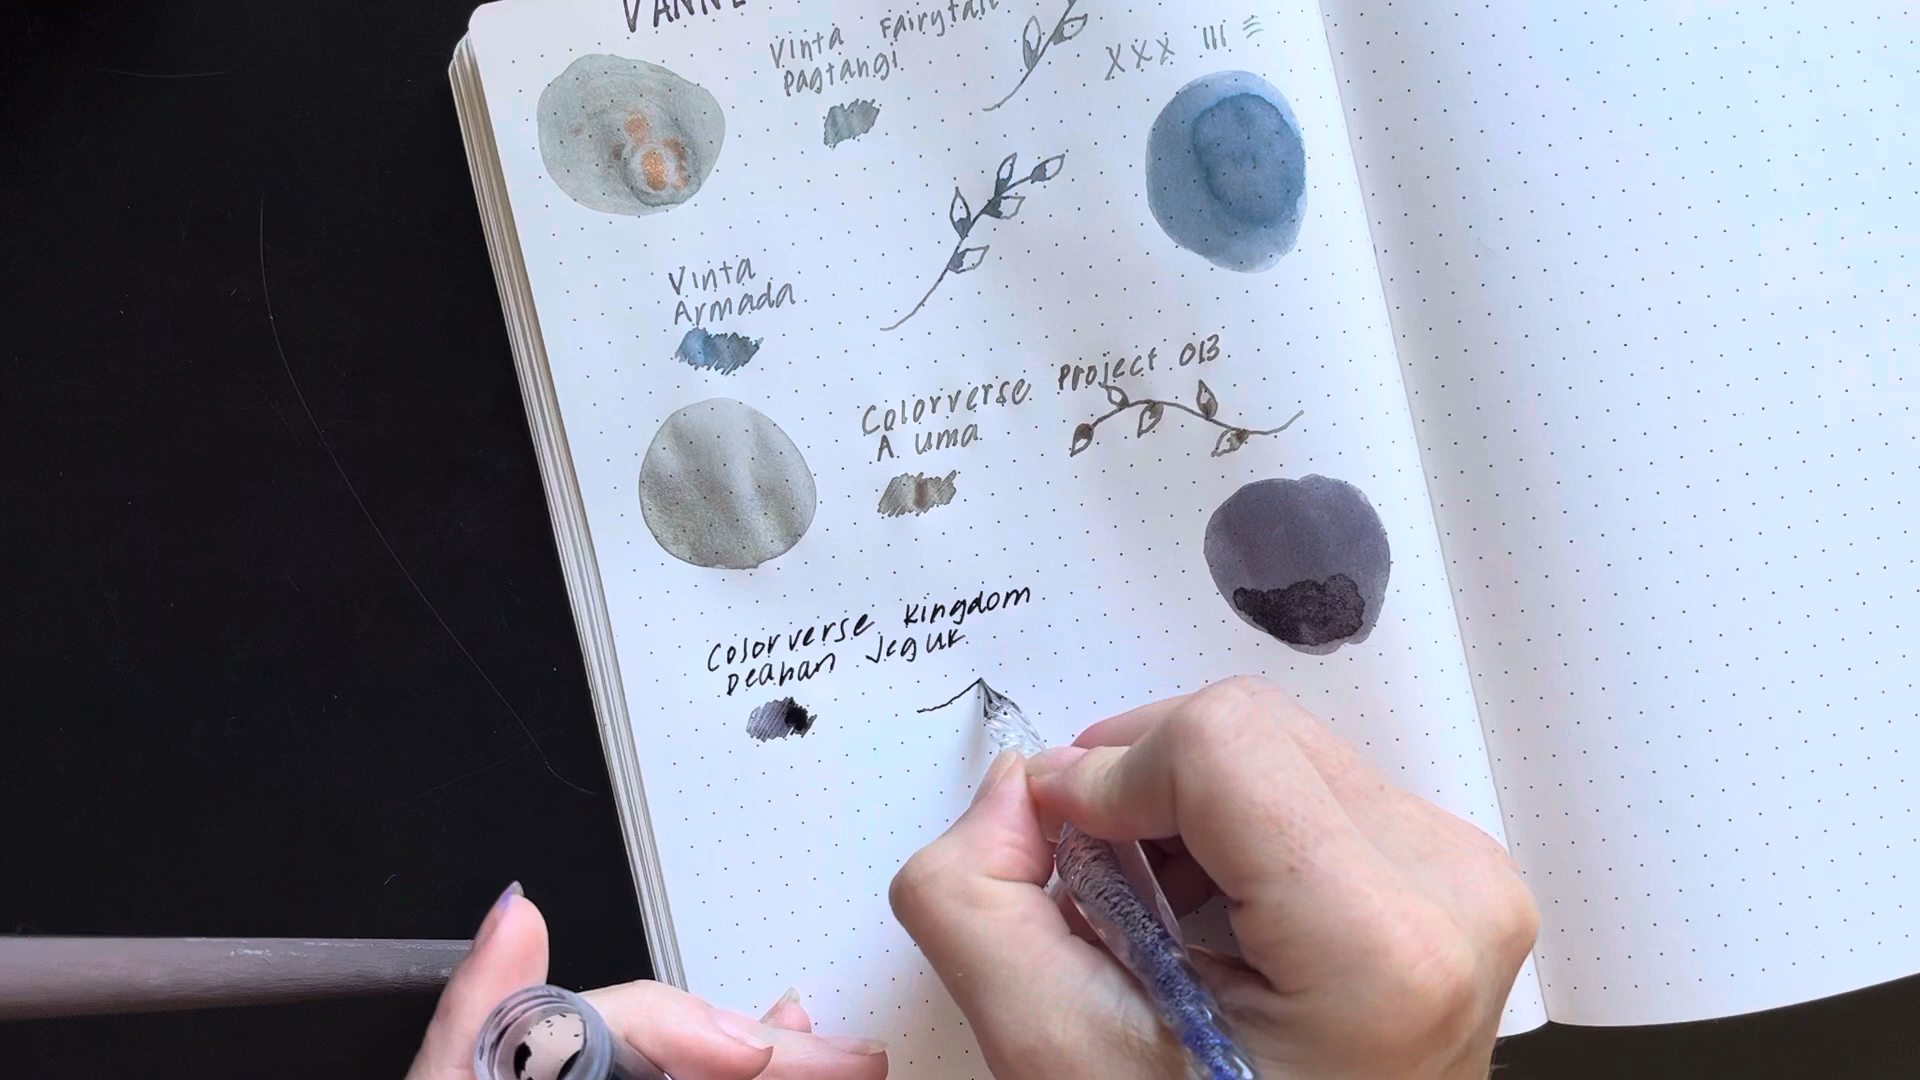 Vinta Fairytale
Pagtangi
XXX III
Vinta
Armada
Colorverse Project 013
A uma
Colorverse Kingdom
Deahan Jeguk